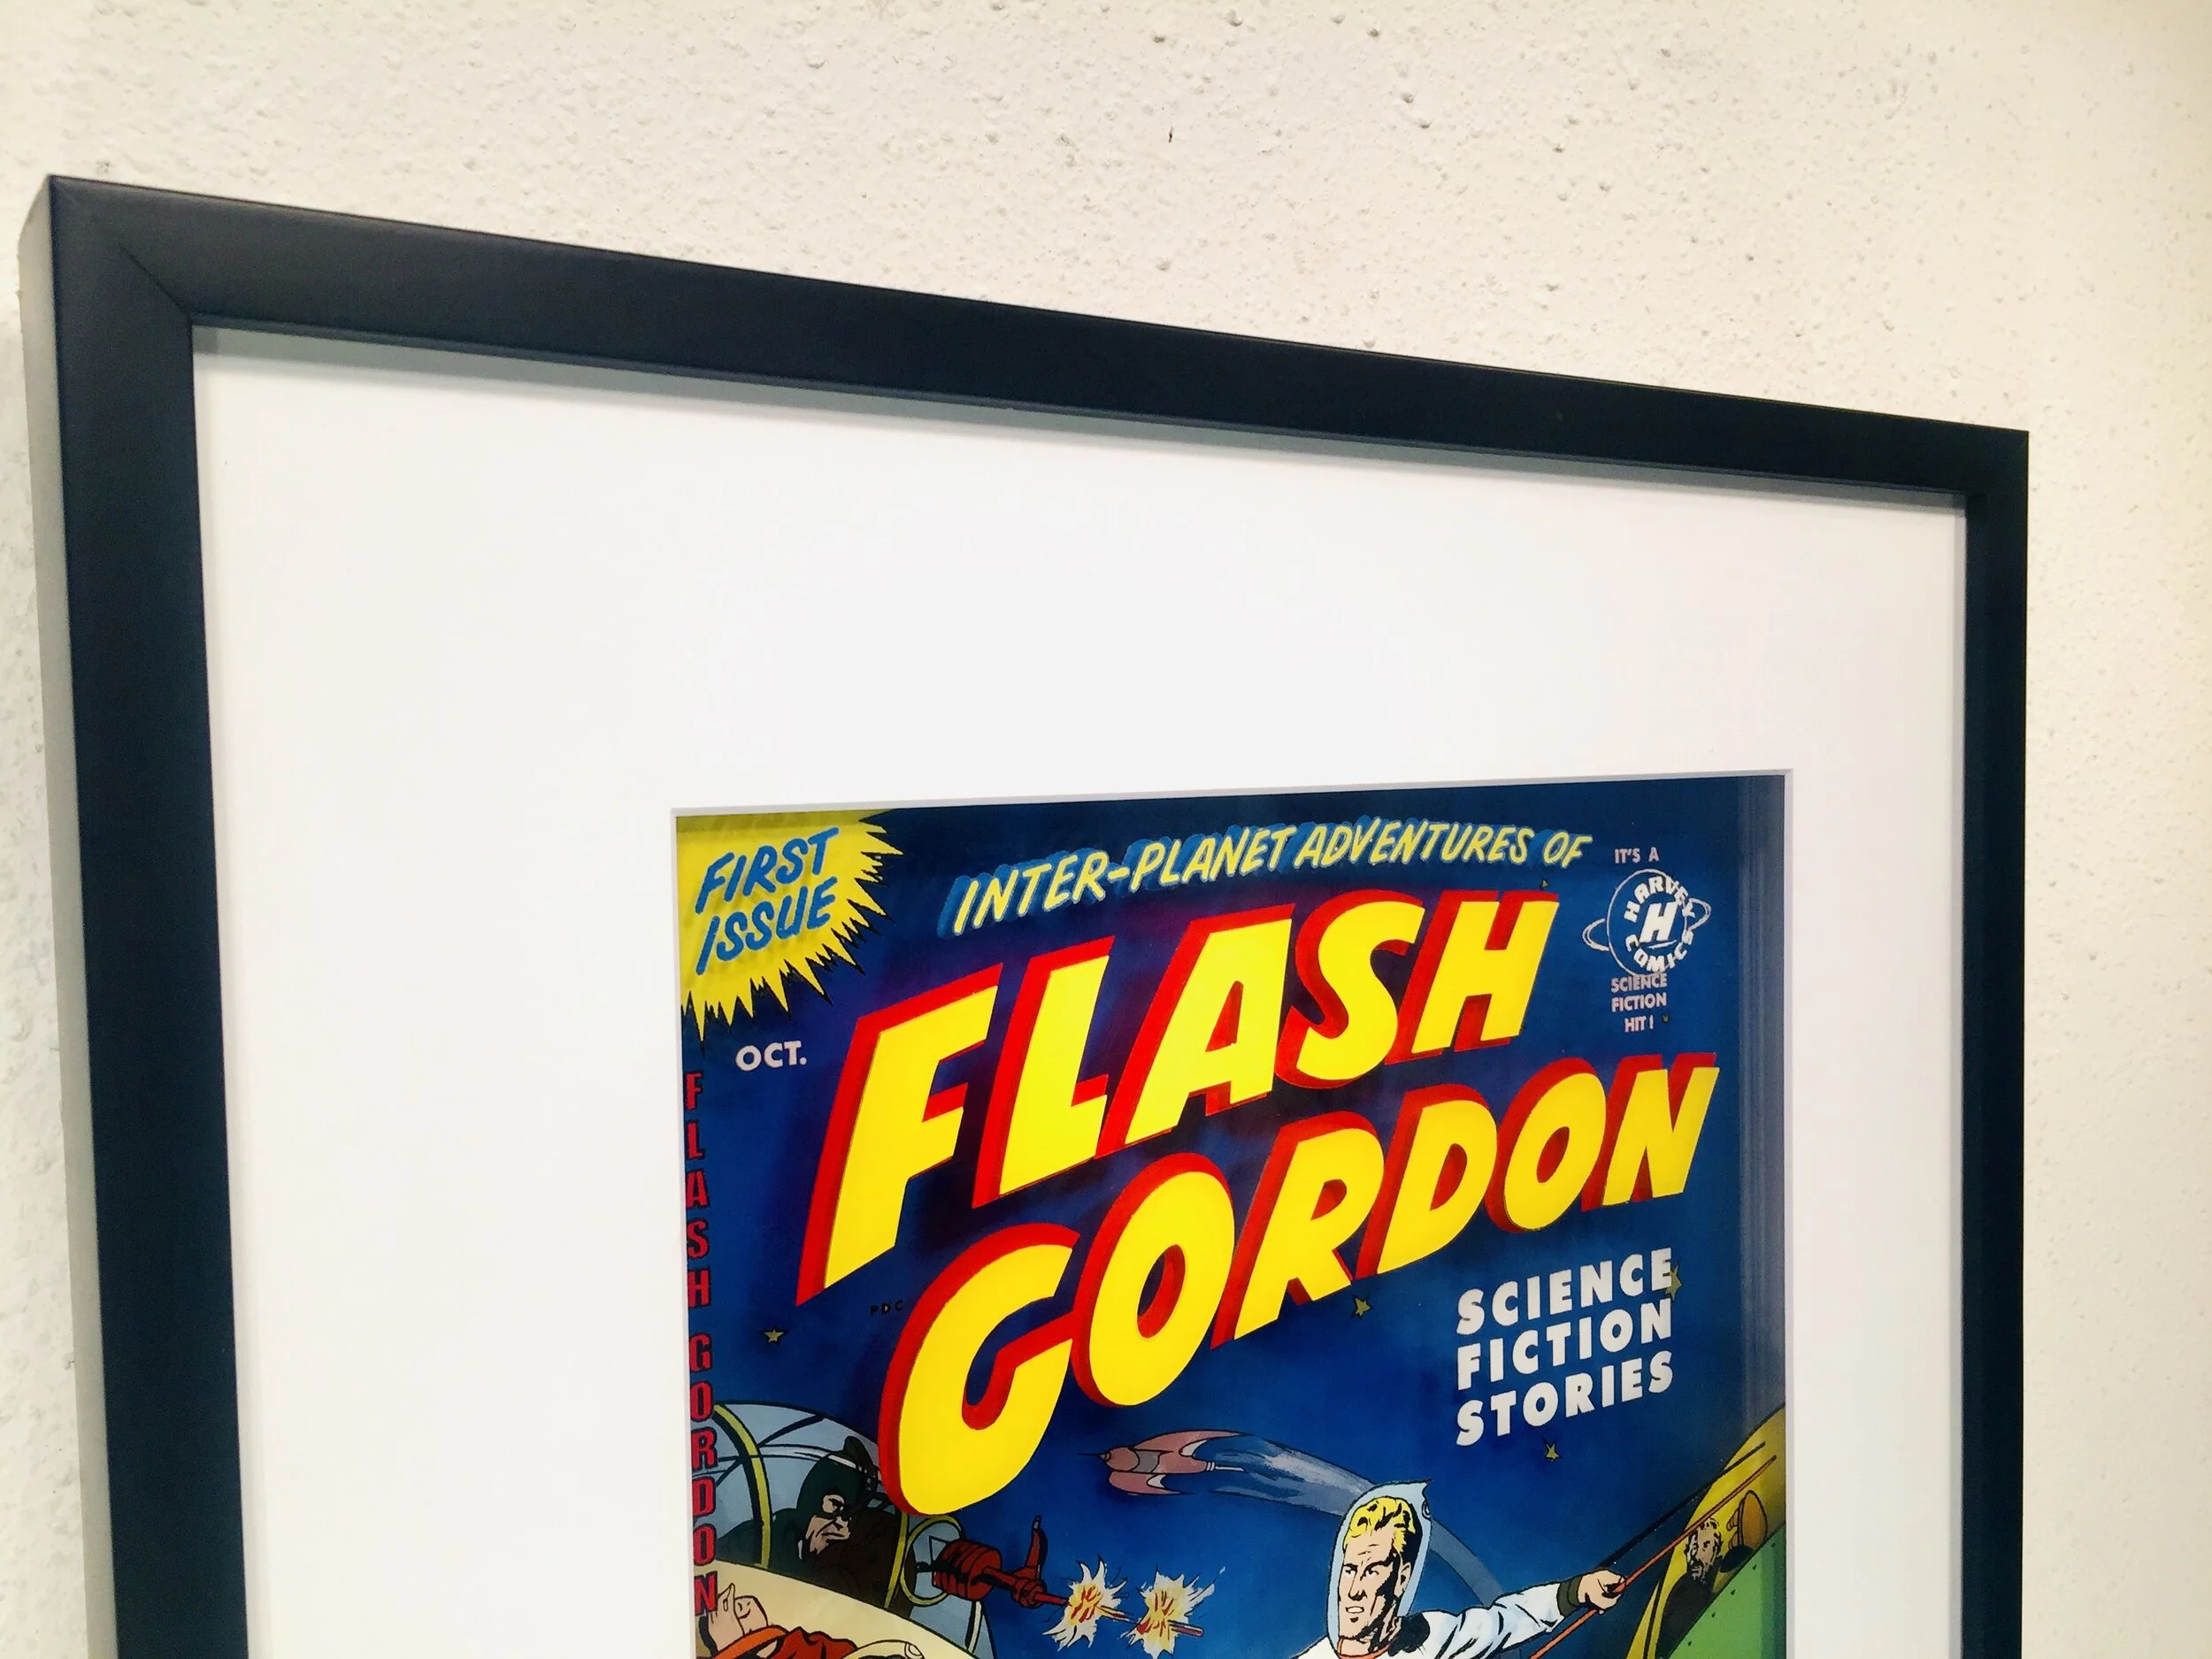 FIRST
ISSUE
INTER-PLANET ADVENTURES OF
IT'S A
HARVEY
H
COMICS
SCIENCE
FICTION
HIT!
OCT.
FLASH
GORDON
FLASH GORDON
PDC
SCIENCE
FICTION
STORIES